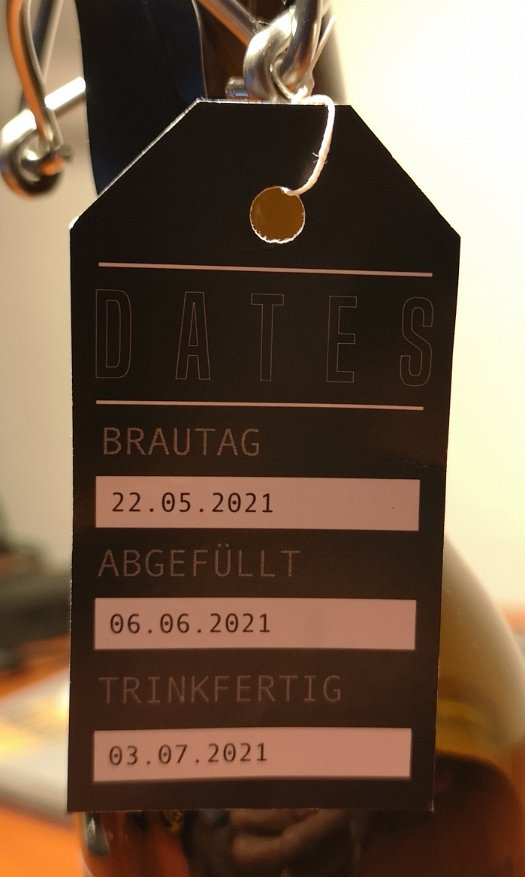 DATES
BRAUTAG
22.05.2021
ABGEFÜLLT
06.06.2021
TRINKFERTIG
03.07.2021